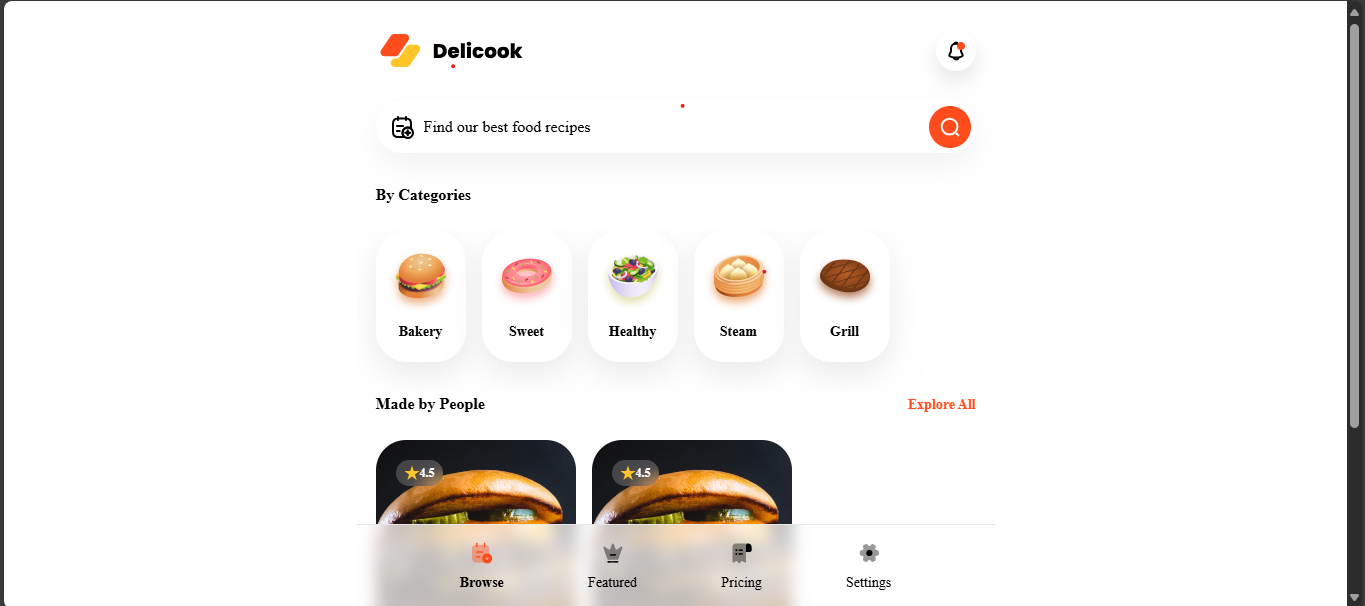 Delicook
Find our best food recipes
By Categories
Bakery
Sweet
Healthy
Steam
Grill
Made by People
Explore All
4.5
4.5
Browse
Featured
Pricing
Settings